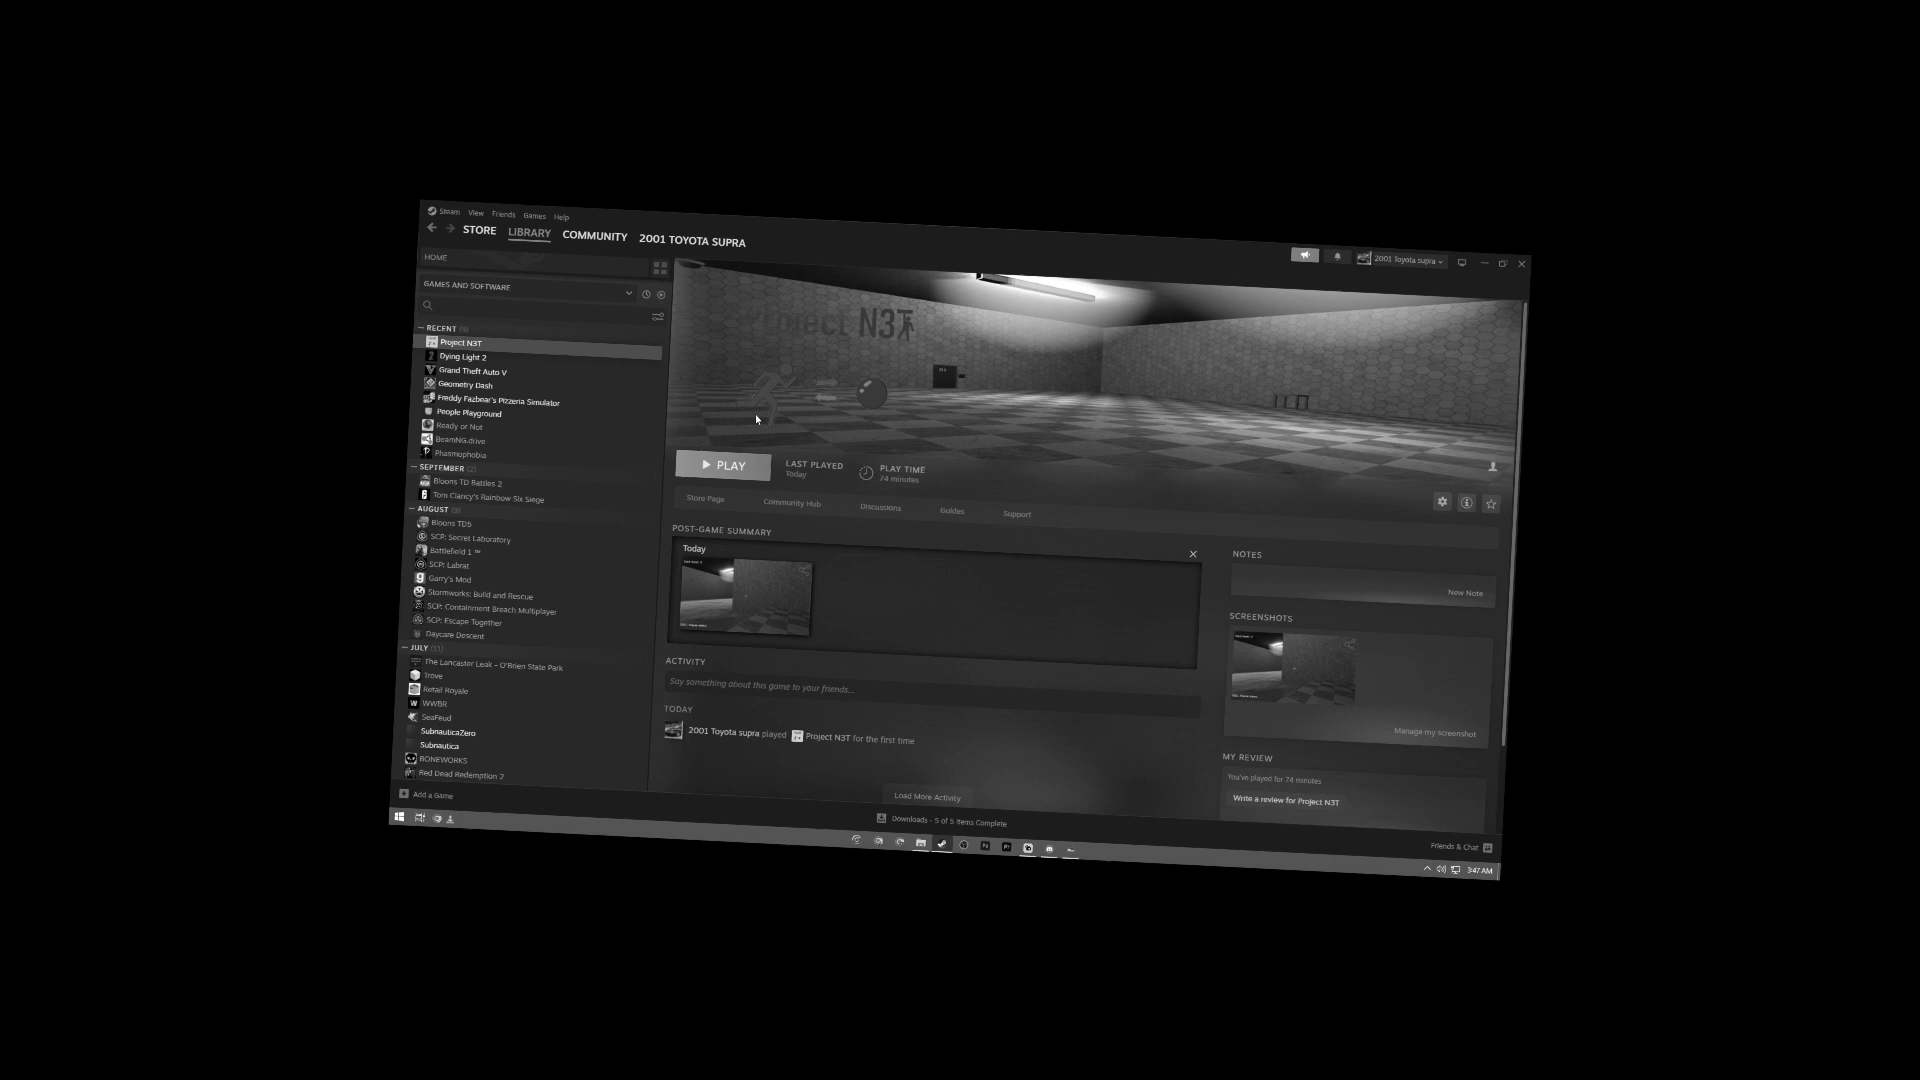 Steam View Friends Games Help
STORE LIBRARY COMMUNITY 2001 TOYOTA SUPRA
2001 Toyota supra
HOME
GAMES AND SOFTWARE
RECENT (9)
Project N3T
Dying Light 2
Grand Theft Auto V
Geometry Dash
Freddy Fazbear's Pizzeria Simulator
People Playground
Ready or Not
BeamNG.drive
Phasmophobia
SEPTEMBER (2)
Bloons TD Battles 2
Tom Clancy's Rainbow Six Siege
AUGUST (9)
Bloons TD5
SCP: Secret Laboratory
Battlefield 1 ™
SCP: Labrat
Garry's Mod
Stormworks: Build and Rescue
SCP: Containment Breach Multiplayer
SCP: Escape Together
Daycare Descent
JULY (11)
The Lancaster Leak - O'Brien State Park
Trove
Retail Royale
WWBR
SeaFeud
SubnauticaZero
Subnautica
BONEWORKS
Red Dead Redemption 2
Add a Game
Project N3T
PLAY
LAST PLAYED
Today
PLAY TIME
74 minutes
Store Page Community Hub Discussions Guides Support
POST-GAME SUMMARY
Today
ACTIVITY
Say something about this game to your friends...
TODAY
2001 Toyota supra played Project N3T for the first time
Load More Activity
NOTES
New Note
SCREENSHOTS
Manage my screenshot
MY REVIEW
You've played for 74 minutes
Write a review for Project N3T
Downloads - 5 of 5 Items Complete
Friends & Chat
3:47 AM